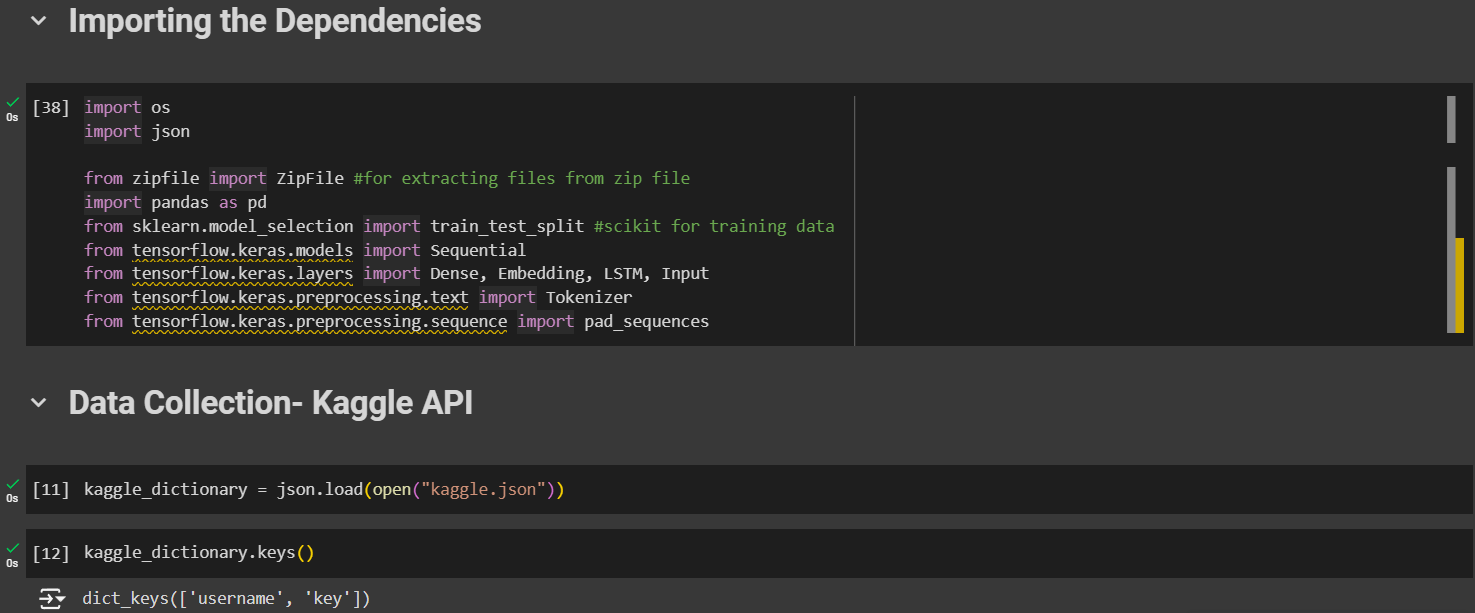 Importing the Dependencies
[38] import os
import json
from zipfile import ZipFile #for extracting files from zip file
import pandas as pd
from sklearn.model_selection import train_test_split #scikit for training data
from tensorflow.keras.models import Sequential
from tensorflow.keras.layers import Dense, Embedding, LSTM, Input
from tensorflow.keras.preprocessing.text import Tokenizer
from tensorflow.keras.preprocessing.sequence import pad_sequences
0s
Data Collection- Kaggle API
[11] kaggle_dictionary = json.load(open("kaggle.json"))
0s
[12] kaggle_dictionary.keys()
0s
dict_keys(['username', 'key'])